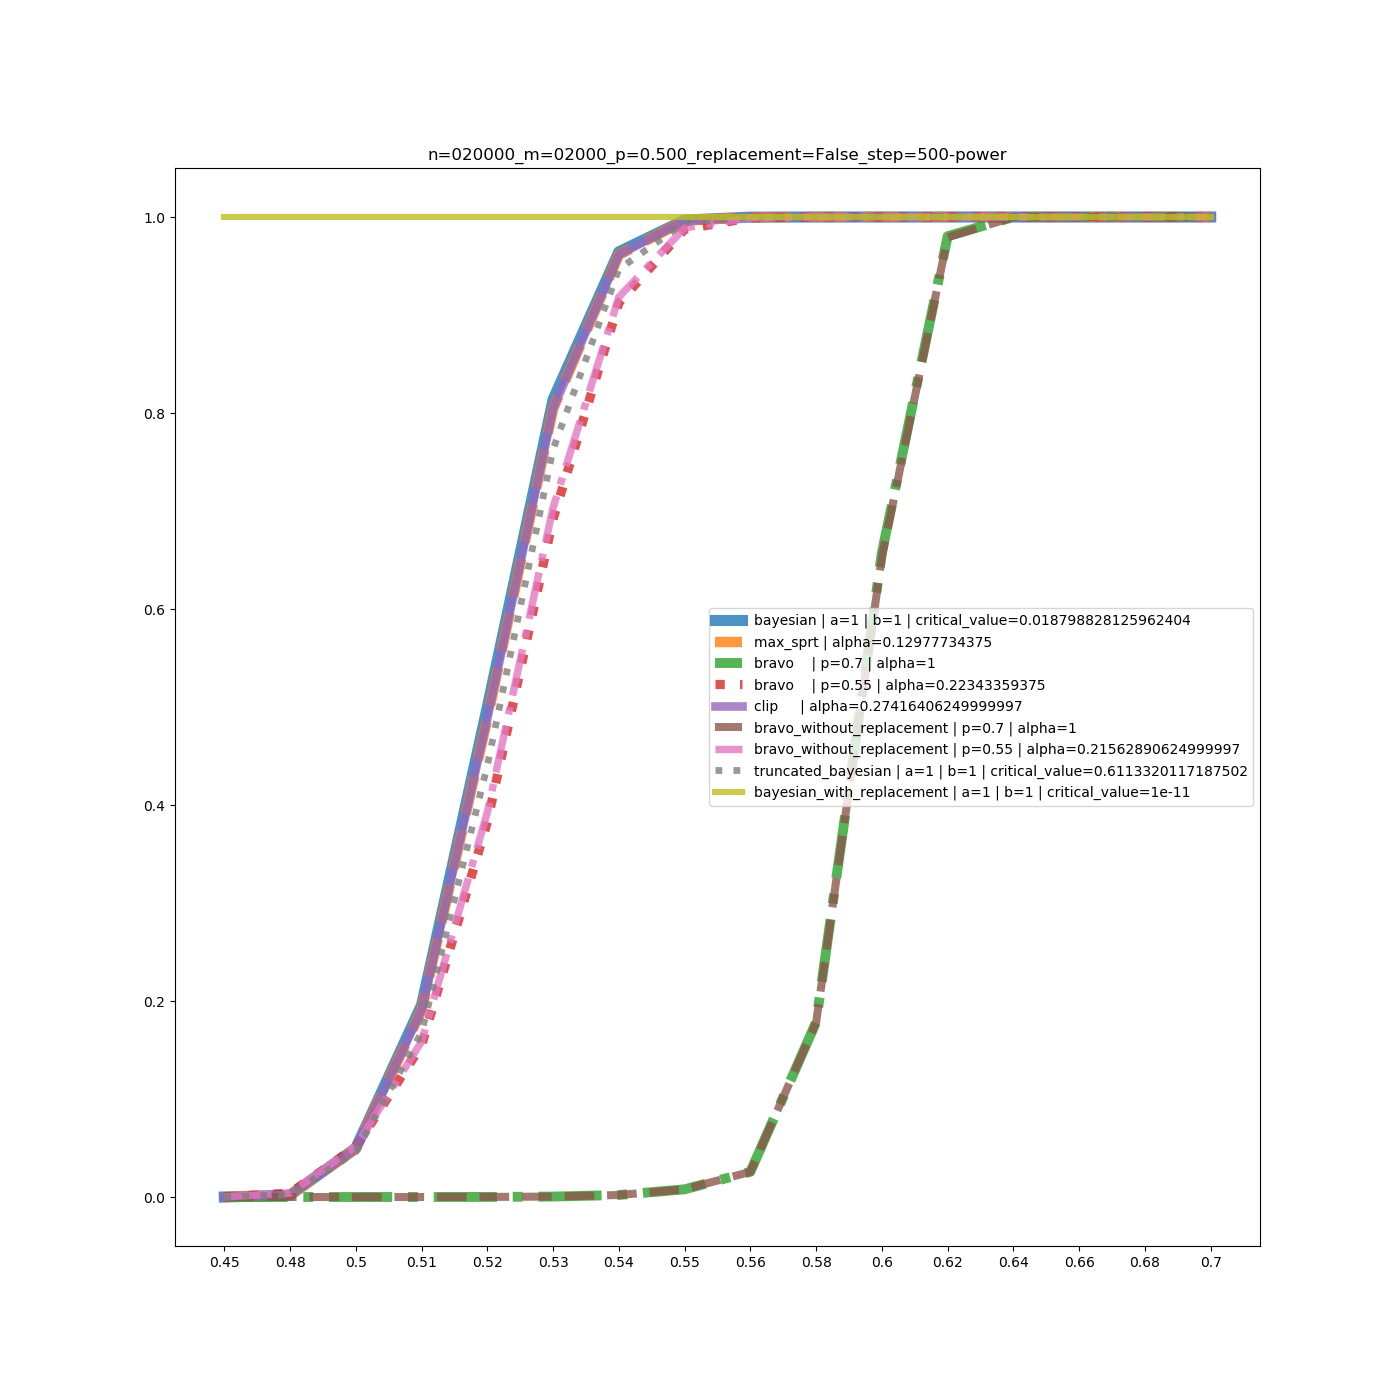 n=020000_m=02000_p=0.500_replacement=False_step=500-power
1.0
0.8
0.6
0.4
0.2
0.0
bayesian | a=1 | b=1 | critical_value=0.018798828125962404
max_sprt | alpha=0.12977734375
bravo | p=0.7 | alpha=1
bravo | p=0.55 | alpha=0.22343359375
clip | alpha=0.27416406249999997
bravo_without_replacement | p=0.7 | alpha=1
bravo_without_replacement | p=0.55 | alpha=0.21562890624999997
truncated_bayesian | a=1 | b=1 | critical_value=0.6113320117187502
bayesian_with_replacement | a=1 | b=1 | critical_value=1e-11
0.45 0.48 0.5 0.51 0.52 0.53 0.54 0.55 0.56 0.58 0.6 0.62 0.64 0.66 0.68 0.7